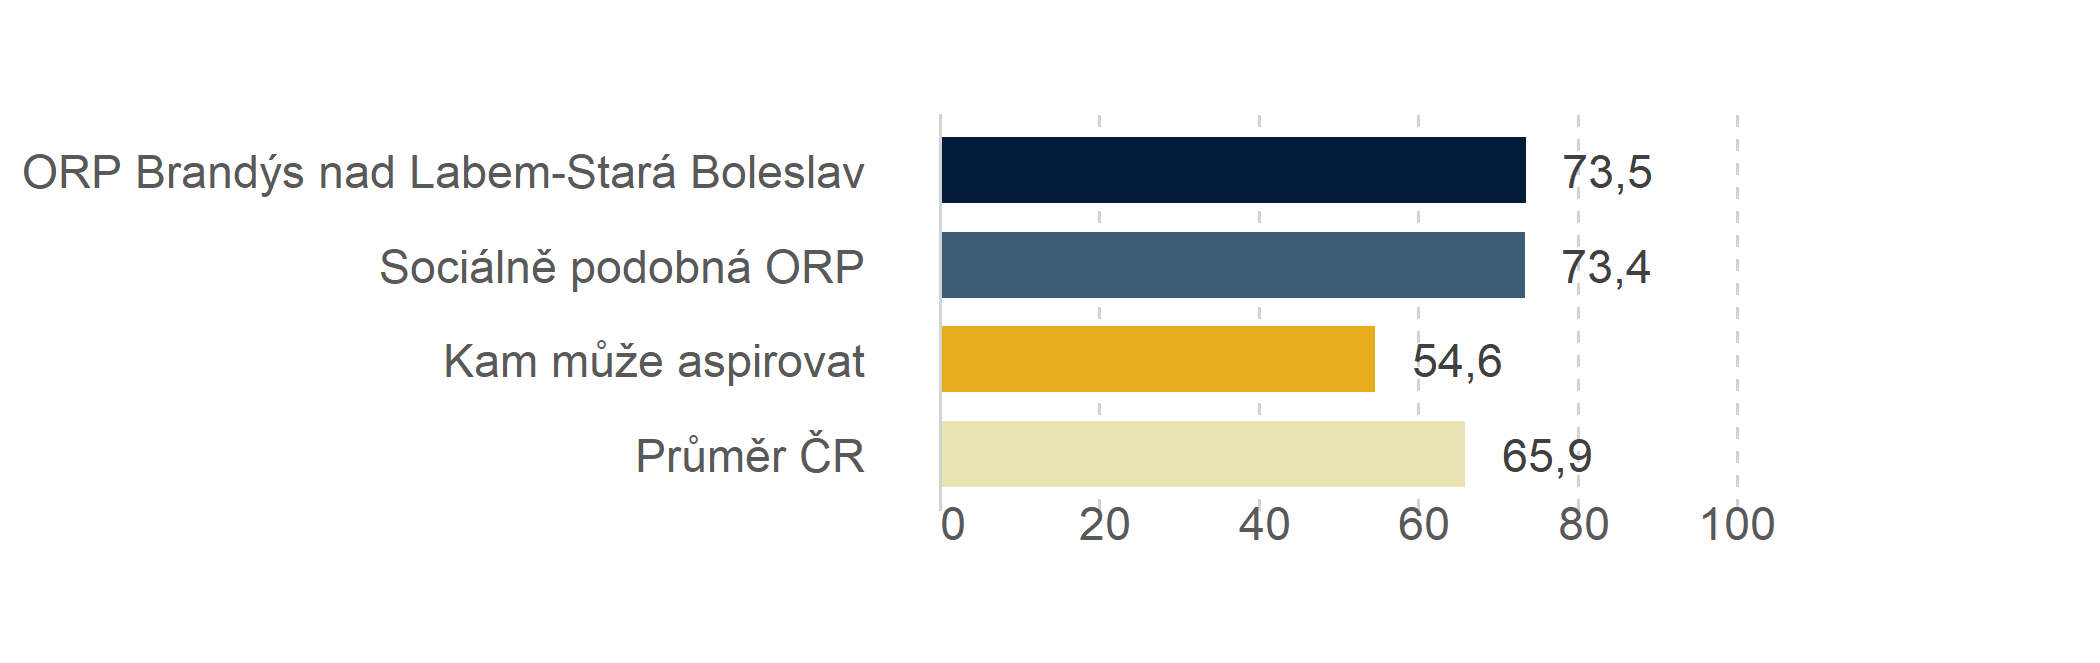 ORP Brandýs nad Labem-Stará Boleslav 73,5
Sociálně podobná ORP 73,4
Kam může aspirovat 54,6
Průměr ČR 65,9
0 20 40 60 80 100